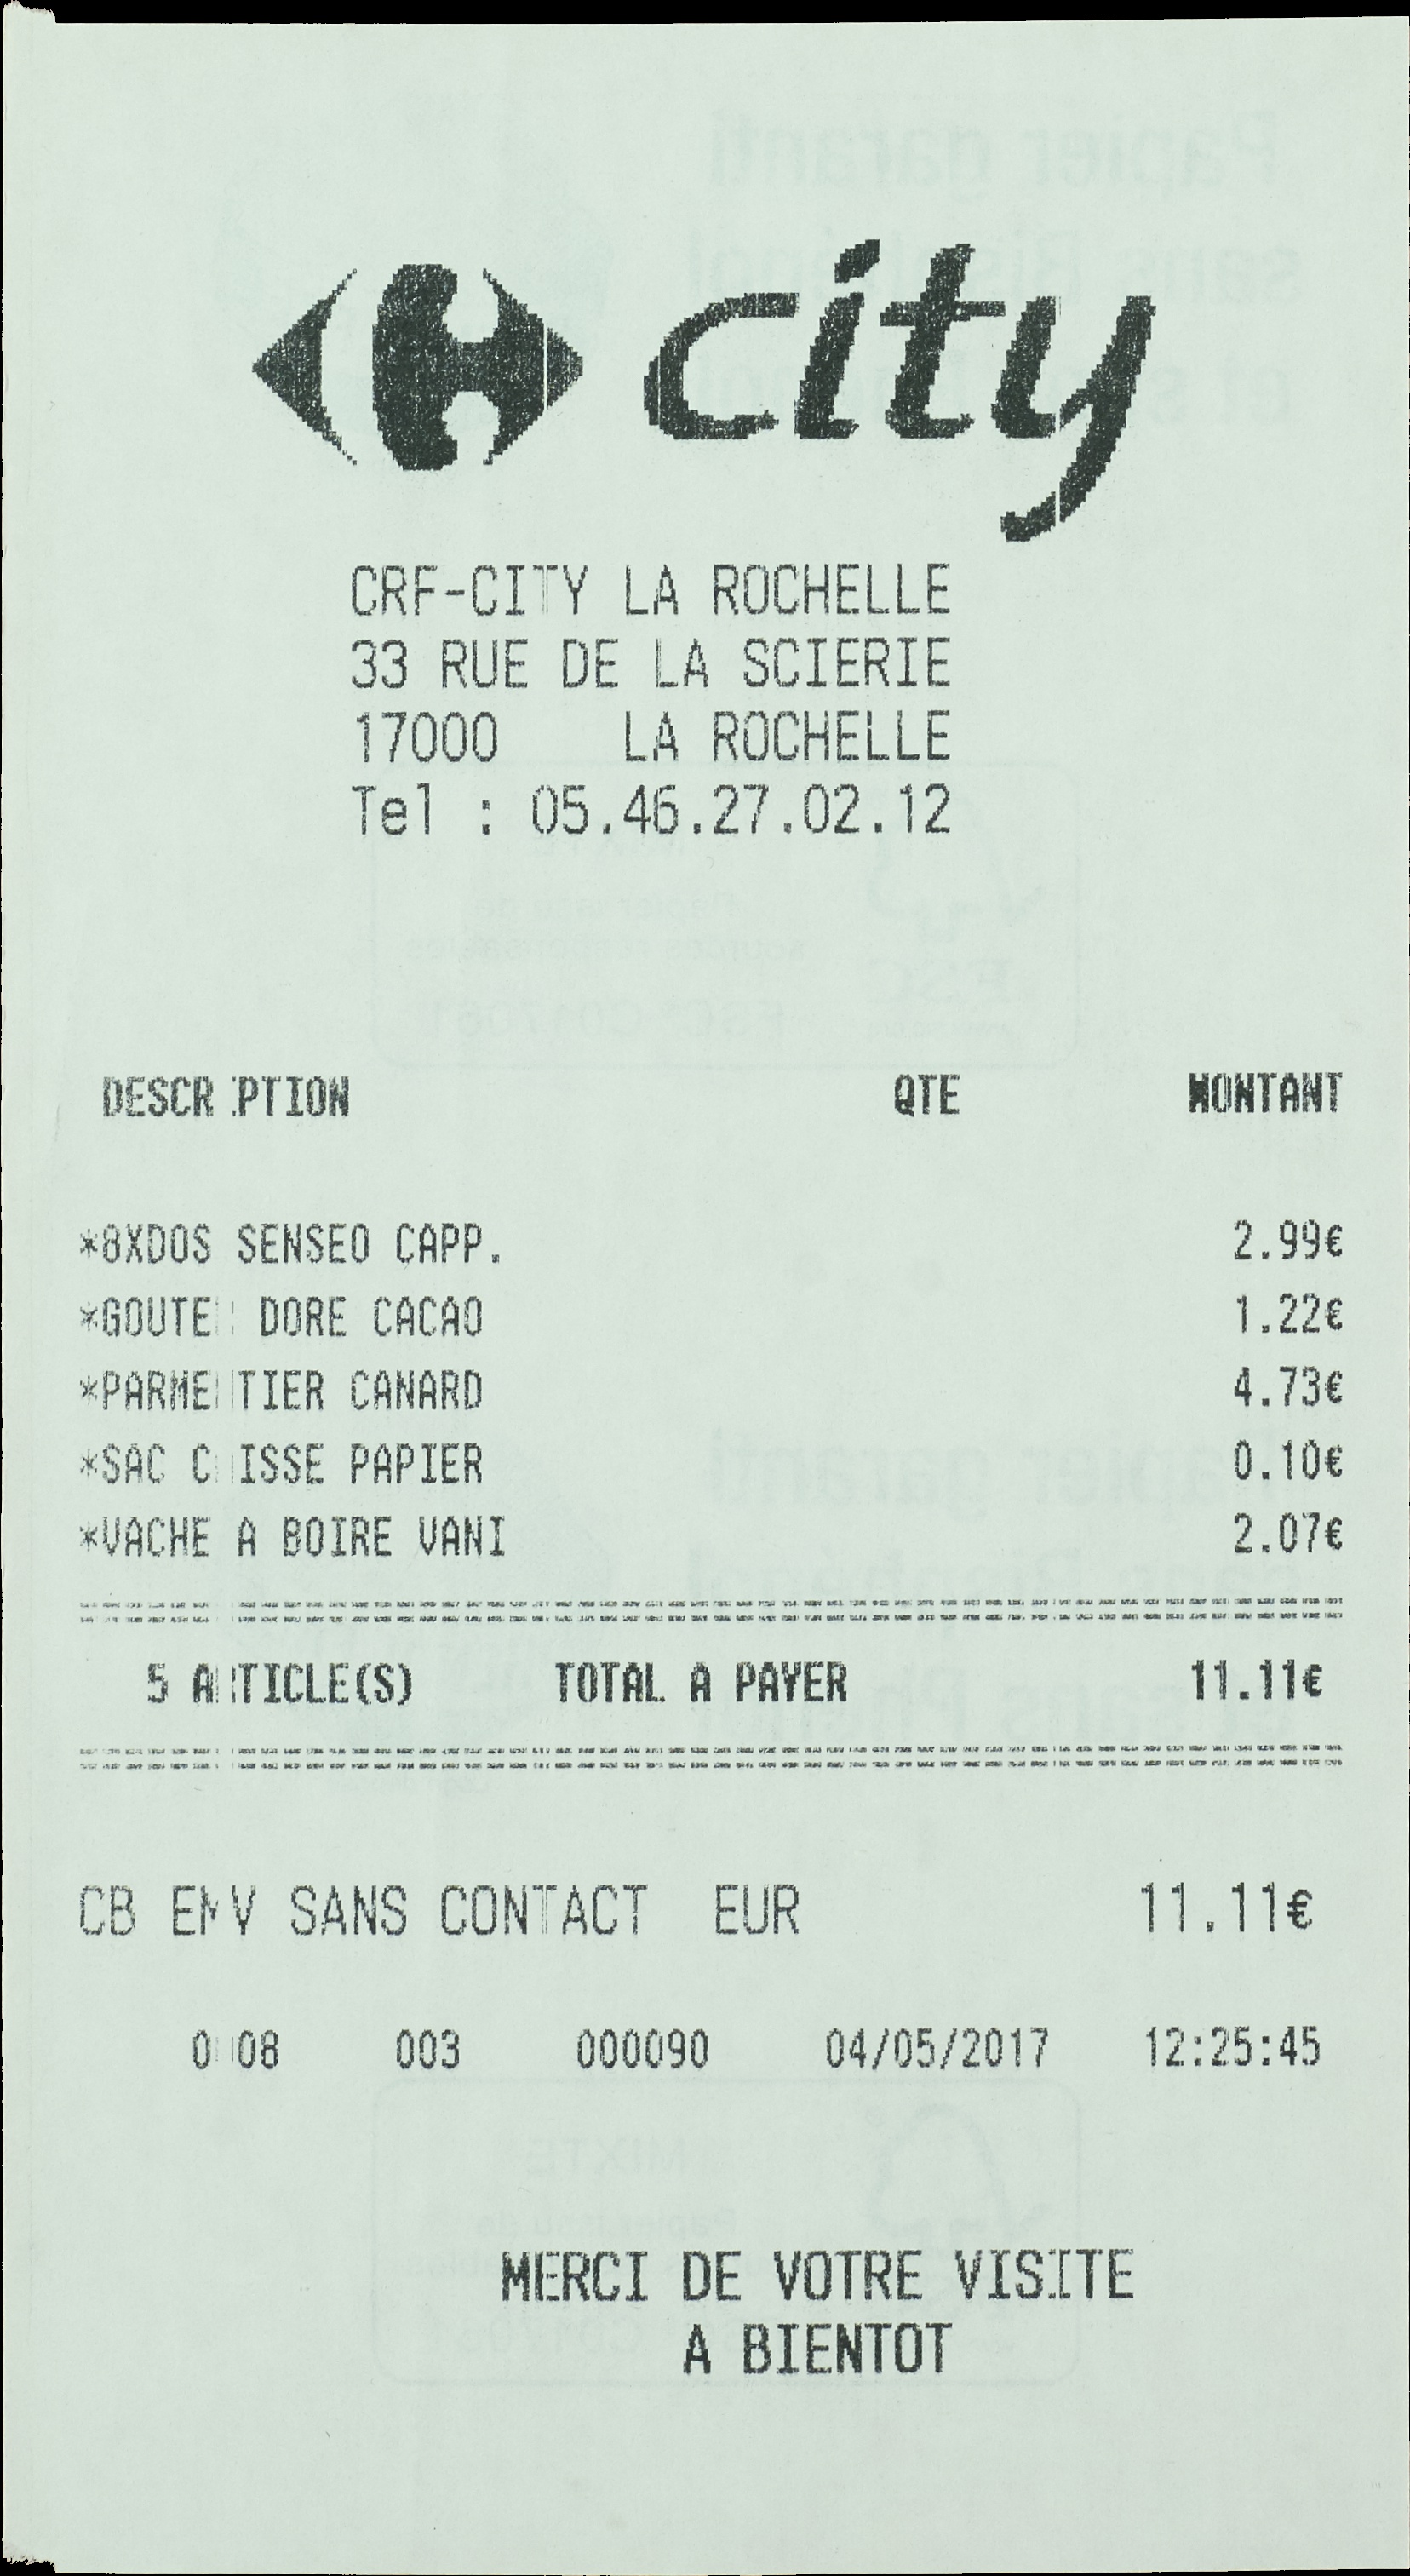 city
CRF-CITY LA ROCHELLE
33 RUE DE LA SCIERIE
17000 LA ROCHELLE
Tel : 05.46.27.02.12
DESCRIPTION QTE MONTANT
*8XDOS SENSEO CAPP. 2.99€
*GOUTER DORE CACAO 1.22€
*PARMENTIER CANARD 4.73€
*SAC CAISSE PAPIER 0.10€
*VACHE A BOIRE VANI 2.07€
5 ARTICLE(S) TOTAL A PAYER 11.11€
CB EMV SANS CONTACT EUR 11.11€
0008 003 000090 04/05/2017 12:25:45
MERCI DE VOTRE VISITE
A BIENTOT